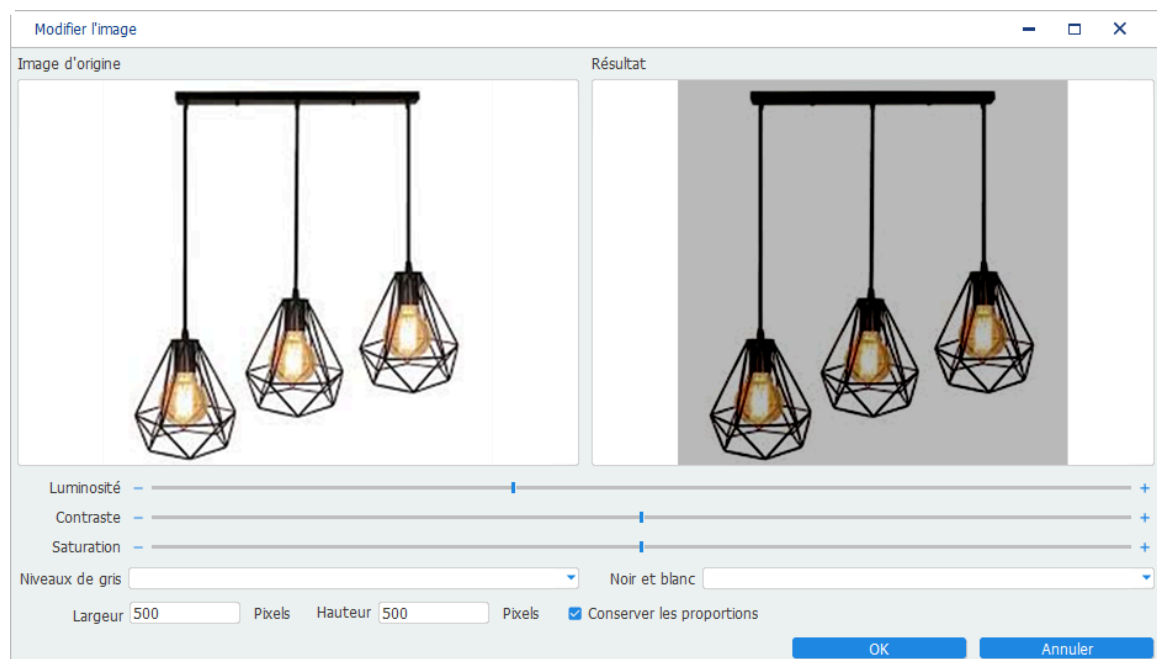 Modifier l'image
Image d'origine Résultat
Luminosité - +
Contraste - +
Saturation - +
Niveaux de gris Noir et blanc
Largeur 500 Pixels Hauteur 500 Pixels Conserver les proportions
OK Annuler